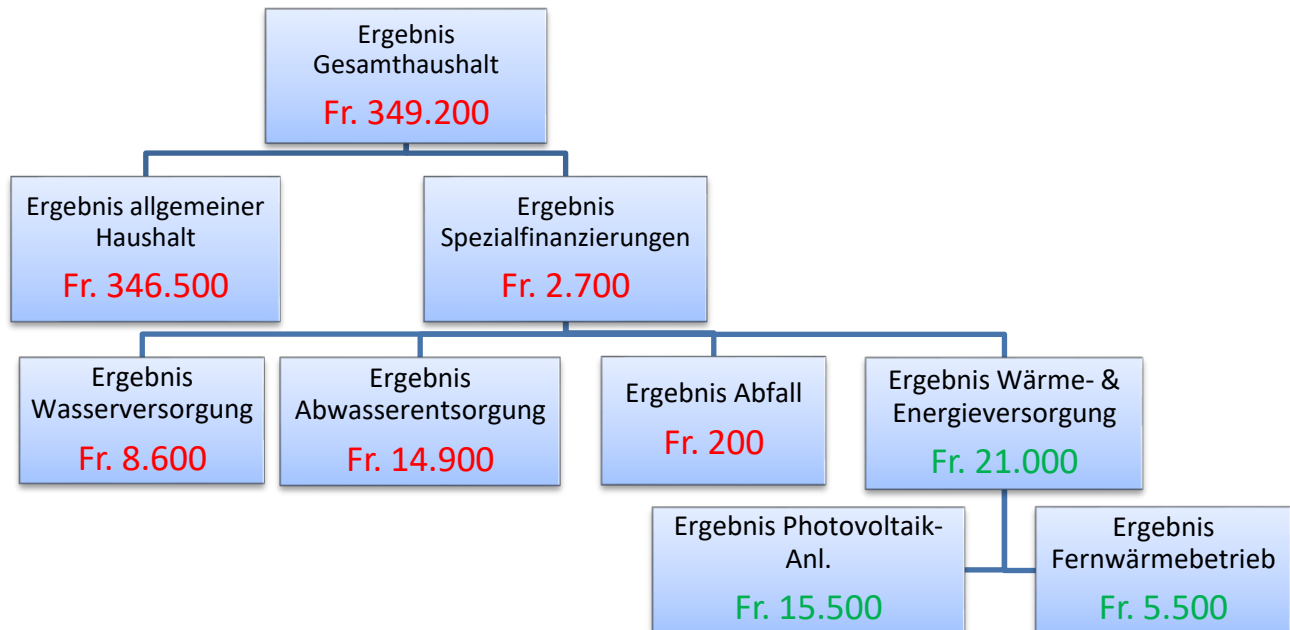 Ergebnis
Gesamthaushalt
Fr. 349.200
Ergebnis allgemeiner
Haushalt
Fr. 346.500
Ergebnis
Spezialfinanzierungen
Fr. 2.700
Ergebnis
Wasserversorgung
Fr. 8.600
Ergebnis
Abwasserentsorgung
Fr. 14.900
Ergebnis Abfall
Fr. 200
Ergebnis Wärme- &
Energieversorgung
Fr. 21.000
Ergebnis Photovoltaik-
Anl.
Fr. 15.500
Ergebnis
Fernwärmebetrieb
Fr. 5.500